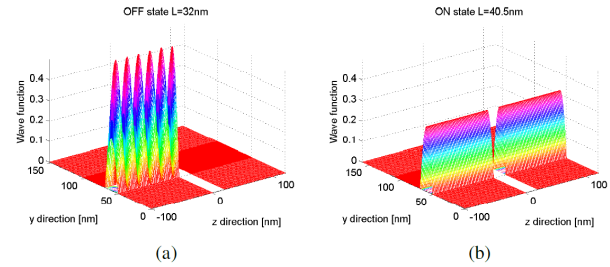 OFF state L=32nm
Wave function
0.4
0.3
0.2
0.1
0
150
100
50
0
-100
0
100
y direction [nm]
z direction [nm]
(a)
ON state L=40.5nm
Wave function
0.4
0.3
0.2
0.1
0
150
100
50
0
-100
0
100
y direction [nm]
z direction [nm]
(b)